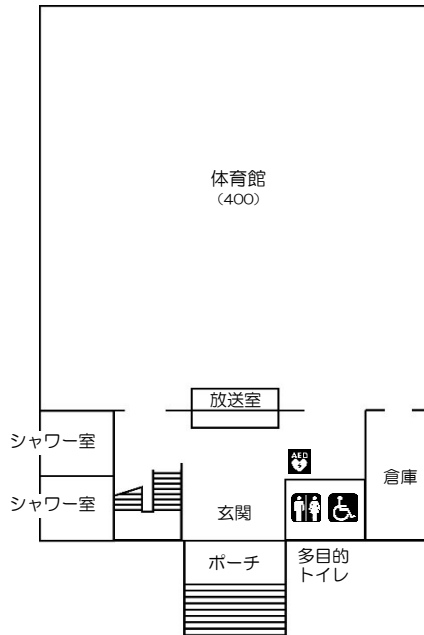 体育館
（400）
放送室
シャワー室
AED
倉庫
シャワー室
玄関
ポーチ
多目的
トイレ